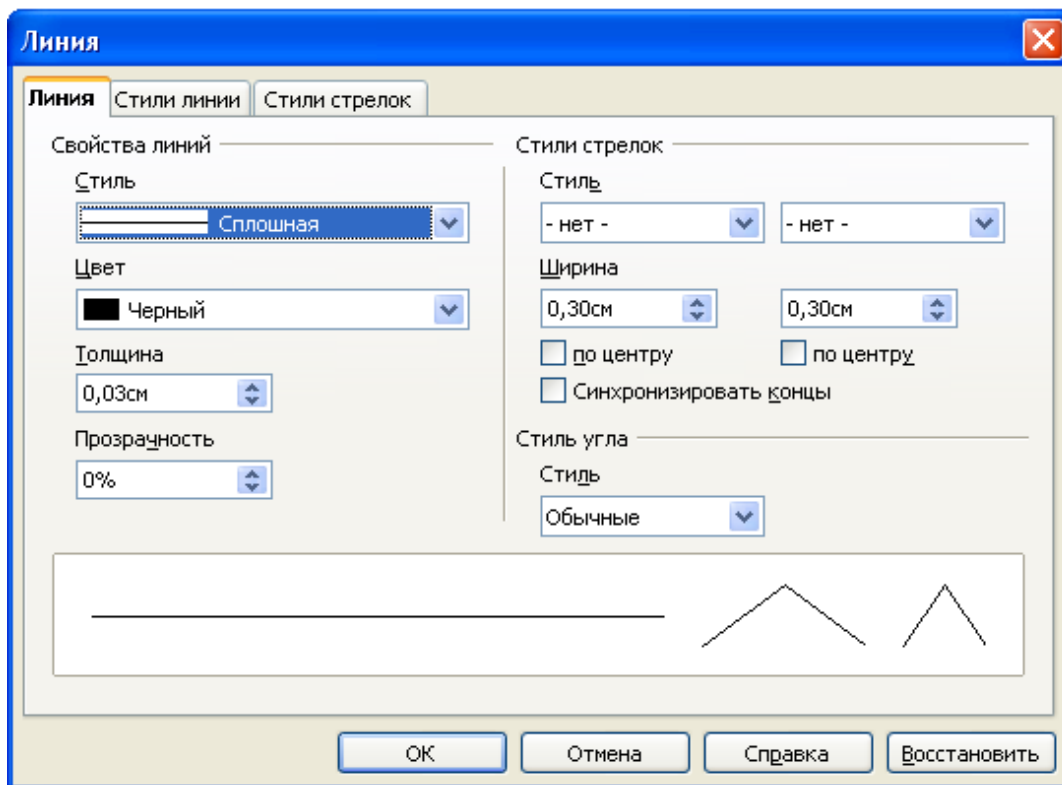 Линия
Линия Стили линии Стили стрелок
Свойства линий
Стиль
Сплошная
Цвет
Черный
Толщина
0,03см
Прозрачность
0%
Стили стрелок
Стиль
- нет - - нет -
Ширина
0,30см 0,30см
по центру по центру
Синхронизировать концы
Стиль угла
Стиль
Обычные
ОК Отмена Справка Восстановить